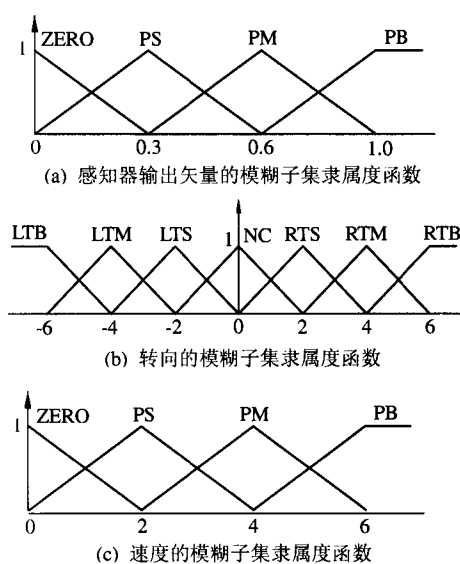 1 ZERO PS PM PB
0 0.3 0.6 1.0
(a) 感知器输出矢量的模糊子集隶属度函数
LTB LTM LTS 1 NC RTS RTM RTB
-6 -4 -2 0 2 4 6
(b) 转向的模糊子集隶属度函数
1 ZERO PS PM PB
0 2 4 6
(c) 速度的模糊子集隶属度函数